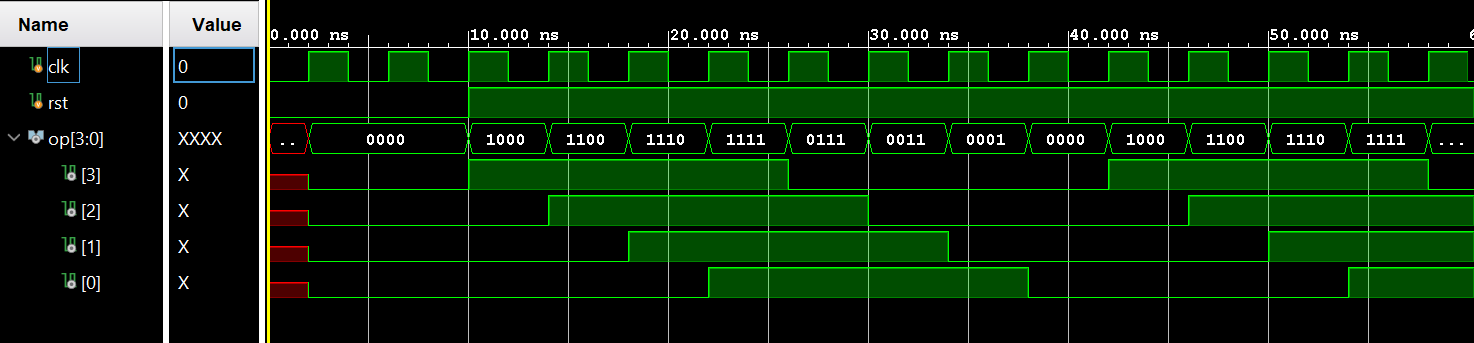 Name Value
0.000 ns 10.000 ns 20.000 ns 30.000 ns 40.000 ns 50.000 ns 6
clk 0
rst 0
op[3:0] XXXX .. 0000 1000 1100 1110 1111 0111 0011 0001 0000 1000 1100 1110 1111 ...
[3] X
[2] X
[1] X
[0] X